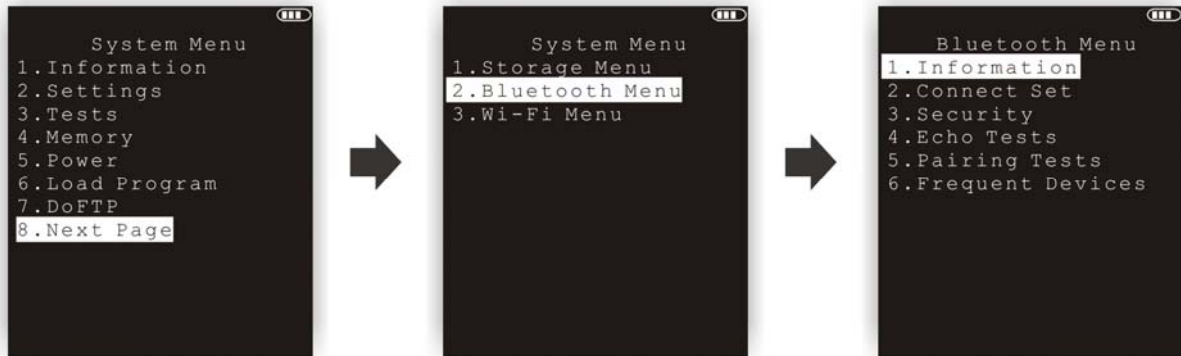 System Menu
1.Information
2.Settings
3.Tests
4.Memory
5.Power
6.Load Program
7.DoFTP
8.Next Page
System Menu
1.Storage Menu
2.Bluetooth Menu
3.Wi-Fi Menu
Bluetooth Menu
1.Information
2.Connect Set
3.Security
4.Echo Tests
5.Pairing Tests
6.Frequent Devices